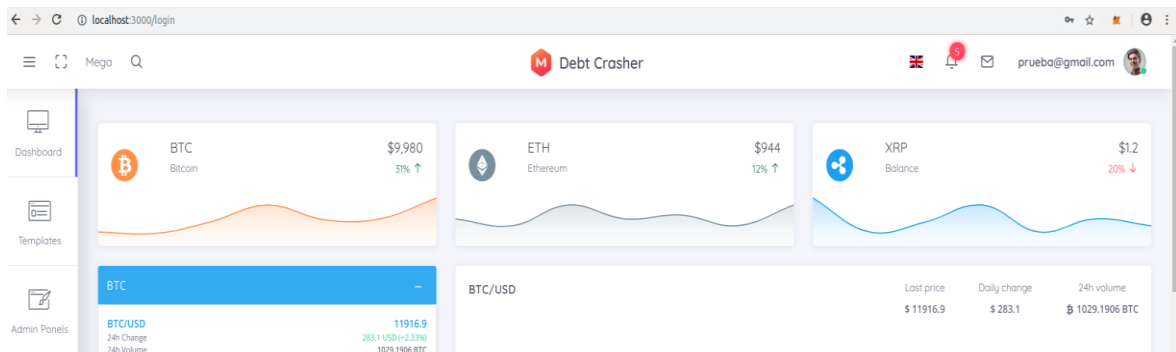 localhost:3000/login
Mega
M Debt Crasher
5
prueba@gmail.com
Dashboard
Templates
Admin Panels
BTC $9,980
Bitcoin 31% ↑
ETH $944
Ethereum 12% ↑
XRP $1.2
Balance 20% ↓
BTC −
BTC/USD 11916.9
24h Change 283.1 USD (+2.33%)
24h Volume 1029.1906 BTC
BTC/USD
Last price Daily change 24h volume
$ 11916.9 $ 283.1 ₿ 1029.1906 BTC